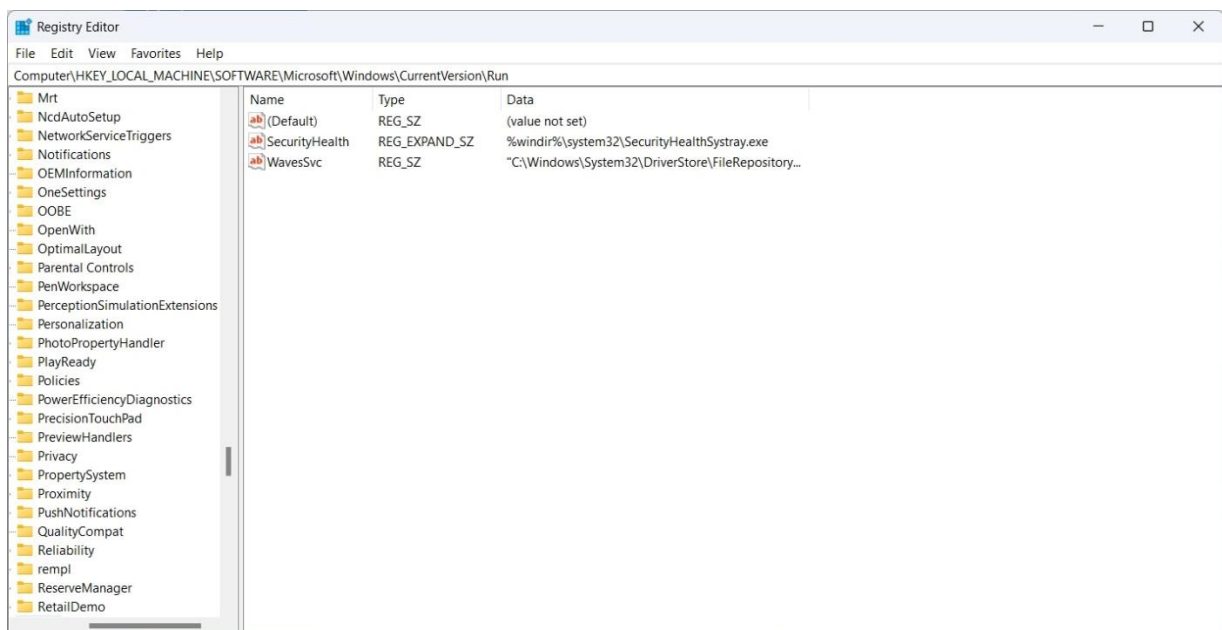 Registry Editor
File Edit View Favorites Help
Computer\HKEY_LOCAL_MACHINE\SOFTWARE\Microsoft\Windows\CurrentVersion\Run
Mrt
NcdAutoSetup
NetworkServiceTriggers
Notifications
OEMInformation
OneSettings
OOBE
OpenWith
OptimalLayout
Parental Controls
PenWorkspace
PerceptionSimulationExtensions
Personalization
PhotoPropertyHandler
PlayReady
Policies
PowerEfficiencyDiagnostics
PrecisionTouchPad
PreviewHandlers
Privacy
PropertySystem
Proximity
PushNotifications
QualityCompat
Reliability
rempl
ReserveManager
RetailDemo
Name Type Data
ab (Default) REG_SZ (value not set)
ab SecurityHealth REG_EXPAND_SZ %windir%\system32\SecurityHealthSystray.exe
ab WavesSvc REG_SZ "C:\Windows\System32\DriverStore\FileRepository...